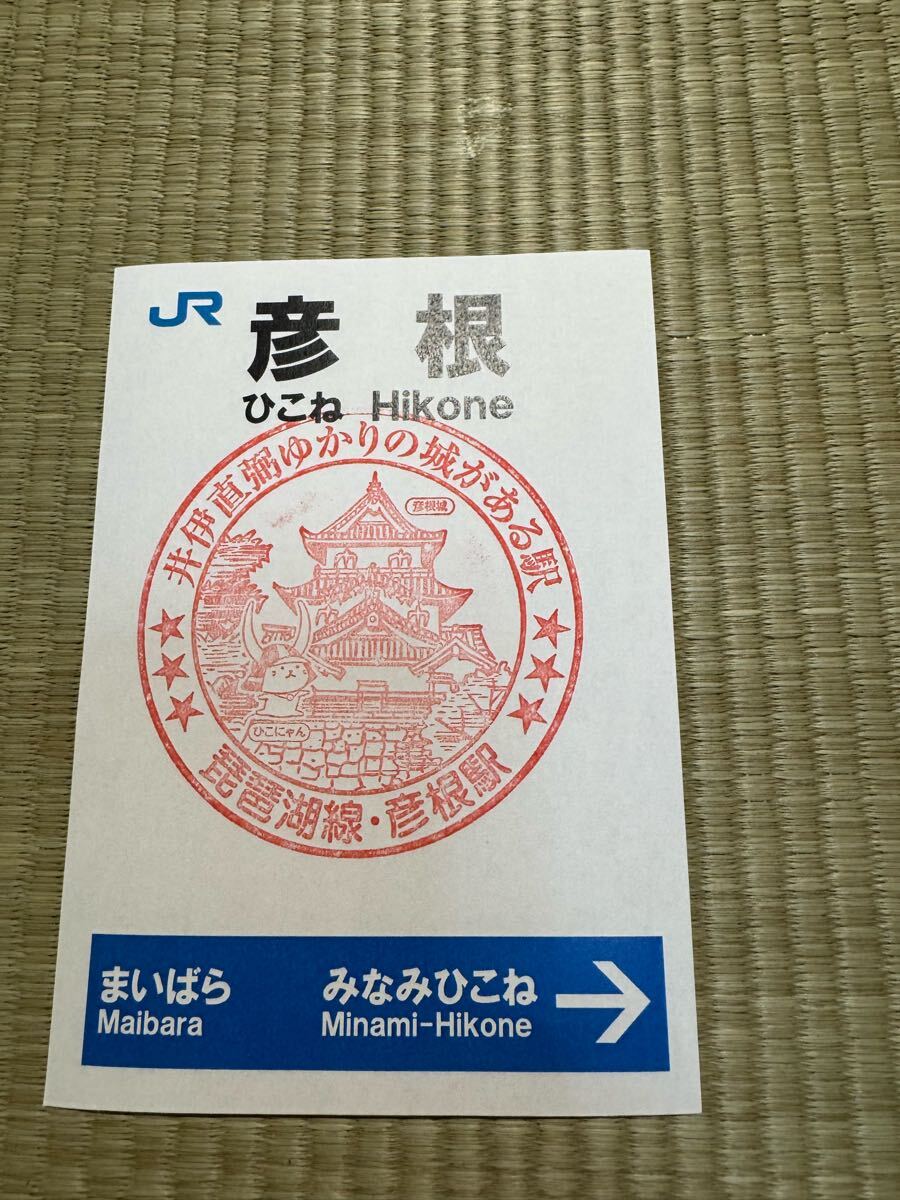 JR 彦根
ひこね Hikone
井伊直弼ゆかりの城がある駅
彦根城
ひこにゃん
琵琶湖線・彦根駅
まいばら みなみひこね →
Maibara Minami-Hikone